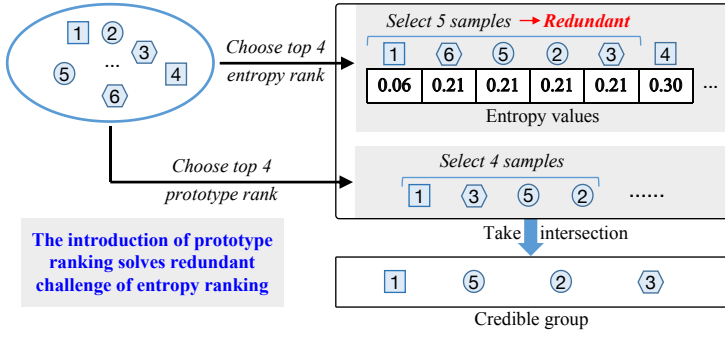 1 2
3
5 ... 4
6
Choose top 4
entropy rank
Select 5 samples → Redundant
1 6 5 2 3 4
0.06 0.21 0.21 0.21 0.21 0.30 ...
Entropy values
Choose top 4
prototype rank
Select 4 samples
1 3 5 2 ......
The introduction of prototype
ranking solves redundant
challenge of entropy ranking
Take intersection
1 5 2 3
Credible group